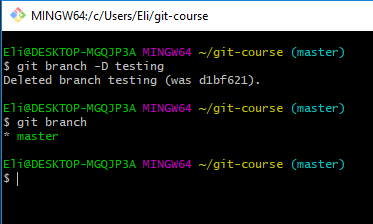 MINGW64:/c/Users/Eli/git-course
Eli@DESKTOP-MGQJP3A MINGW64 ~/git-course (master)
$ git branch -D testing
Deleted branch testing (was d1bf621).
Eli@DESKTOP-MGQJP3A MINGW64 ~/git-course (master)
$ git branch
* master
Eli@DESKTOP-MGQJP3A MINGW64 ~/git-course (master)
$